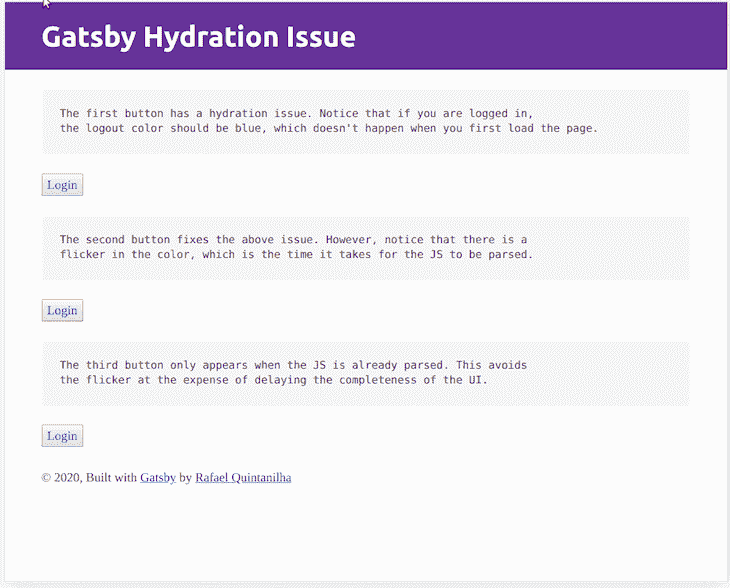 Gatsby Hydration Issue
The first button has a hydration issue. Notice that if you are logged in,
the logout color should be blue, which doesn't happen when you first load the page.
Login
The second button fixes the above issue. However, notice that there is a
flicker in the color, which is the time it takes for the JS to be parsed.
Login
The third button only appears when the JS is already parsed. This avoids
the flicker at the expense of delaying the completeness of the UI.
Login
© 2020, Built with Gatsby by Rafael Quintanilha